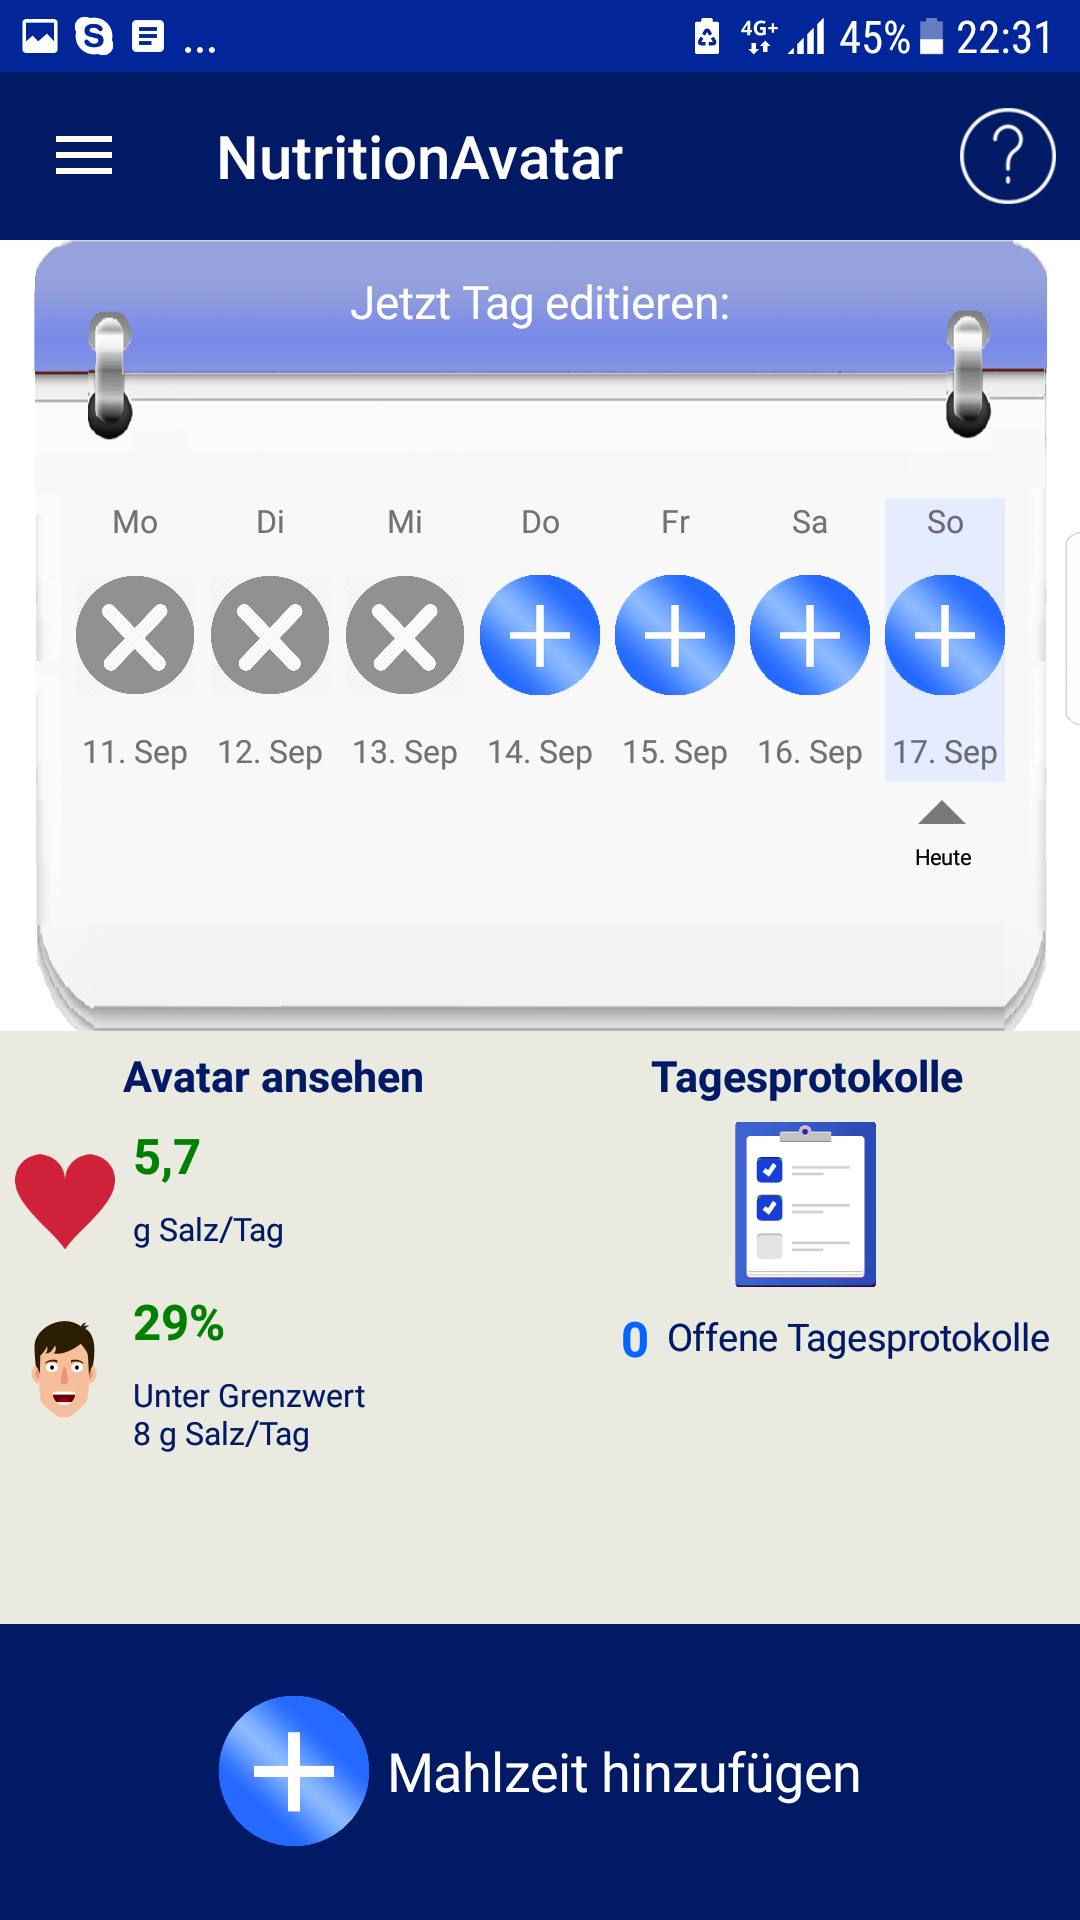 ... 4G+ 45% 22:31
NutritionAvatar ?
Jetzt Tag editieren:
Mo Di Mi Do Fr Sa So
11. Sep 12. Sep 13. Sep 14. Sep 15. Sep 16. Sep 17. Sep
Heute
Avatar ansehen
5,7
g Salz/Tag
29%
Unter Grenzwert
8 g Salz/Tag
Tagesprotokolle
0 Offene Tagesprotokolle
Mahlzeit hinzufügen